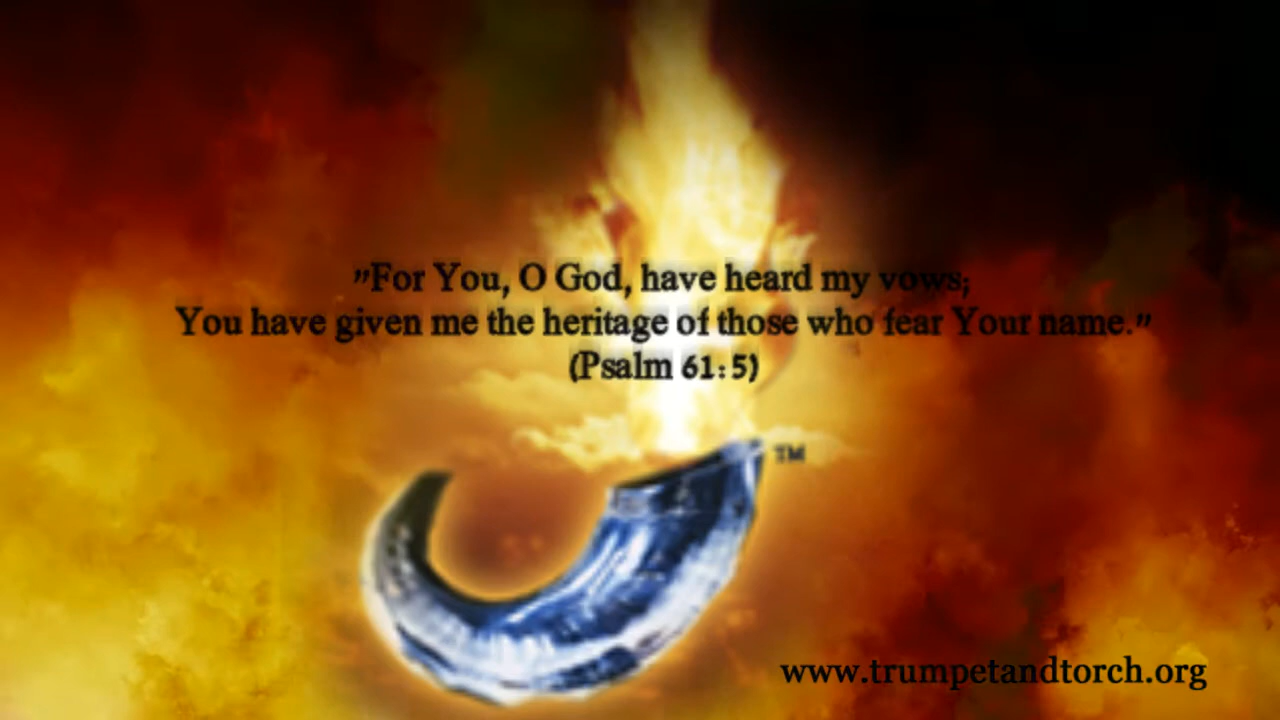 "For You, O God, have heard my vows;
You have given me the heritage of those who fear Your name."
(Psalm 61:5)
TM
www.trumpetandtorch.org